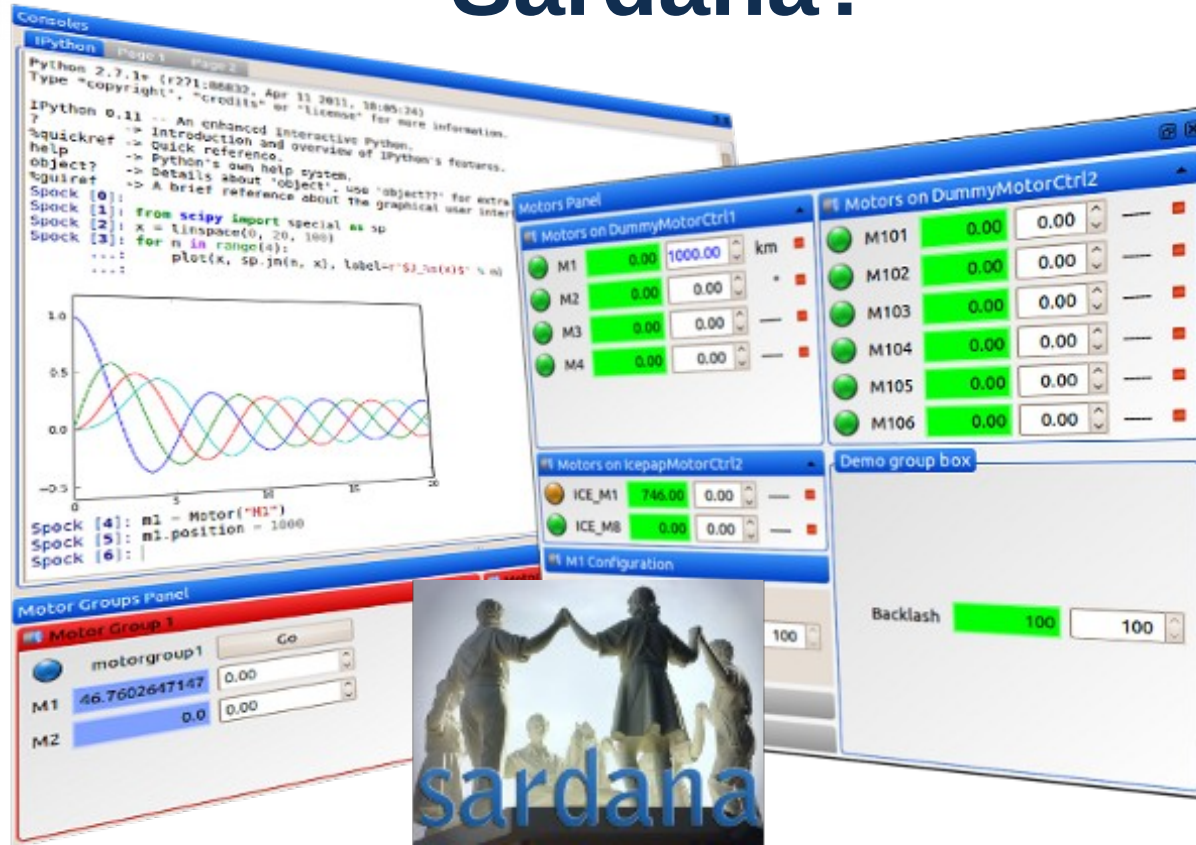 Sardana?
Consoles
IPython Page 1 Page 2
Python 2.7.1+ (r271:86832, Apr 11 2011, 18:05:24)
Type "copyright", "credits" or "license" for more information.
IPython 0.11 -- An enhanced Interactive Python.
? -> Introduction and overview of IPython's features.
%quickref -> Quick reference.
help -> Python's own help system.
object? -> Details about 'object', use 'object??' for extra
%guiref -> A brief reference about the graphical user inter
Spock [0]:
Spock [1]: from scipy import special as sp
Spock [2]: x = linspace(0, 20, 100)
Spock [3]: for n in range(4):
...: plot(x, sp.jn(n, x), label=r'$J_%i(x)$' % n)
...:
1.0
0.5
0.0
−0.5
0 5 10 15 20
Spock [4]: m1 = Motor("M1")
Spock [5]: m1.position = 1000
Spock [6]:
Motor Groups Panel
Motor Group 1
motorgroup1 Go
M1 46.7602647147 0.00
M2 0.0 0.00
Motors Panel
Motors on DummyMotorCtrl1
M1 0.00 1000.00 km
M2 0.00 0.00 °
M3 0.00 0.00
M4 0.00 0.00
Motors on DummyMotorCtrl2
M101 0.00 0.00
M102 0.00 0.00
M103 0.00 0.00
M104 0.00 0.00
M105 0.00 0.00
M106 0.00 0.00
Motors on IcepapMotorCtrl2
ICE_M1 746.00 0.00
ICE_M8 0.00 0.00
M1 Configuration
100
Demo group box
Backlash 100 100
sardana